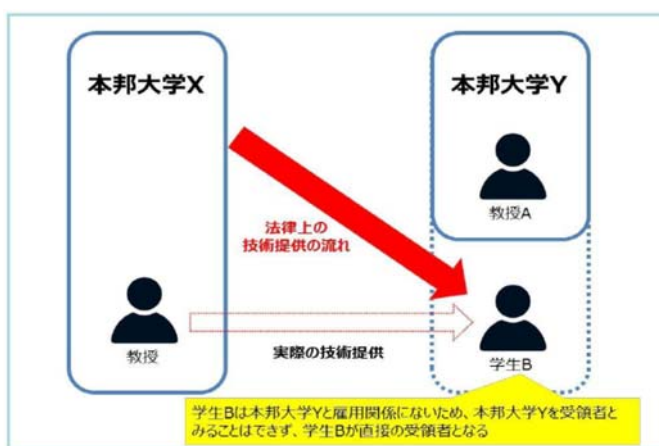 本邦大学X
本邦大学Y
教授A
法律上の
技術提供の流れ
教授
実際の技術提供
学生B
学生Bは本邦大学Yと雇用関係にないため、本邦大学Yを受領者と
みることはできず、学生Bが直接の受領者となる